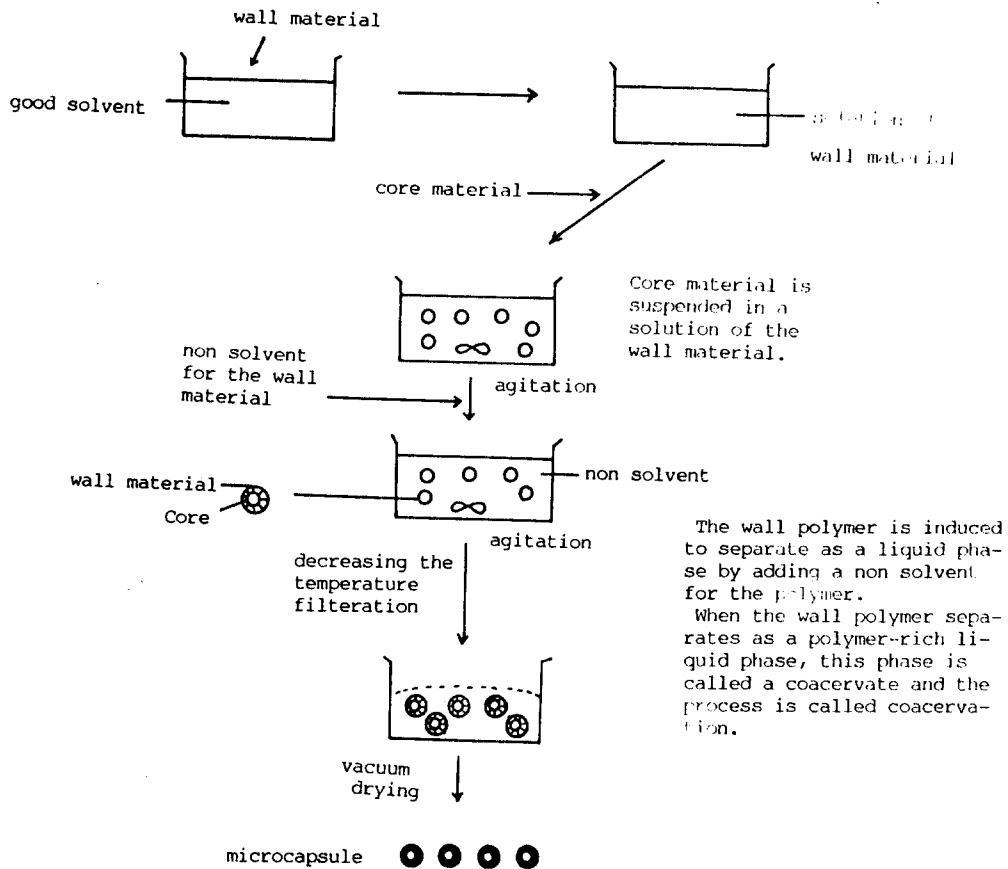 wall material
good solvent
solution of
wall material
core material
Core material is
suspended in a
solution of the
wall material.
non solvent
for the wall
material
agitation
wall material
Core
non solvent
agitation
decreasing the
temperature
filteration
The wall polymer is induced
to separate as a liquid pha-
se by adding a non solvent
for the polymer.
When the wall polymer sepa-
rates as a polymer-rich li-
quid phase, this phase is
called a coacervate and the
process is called coacerva-
tion.
vacuum
drying
microcapsule